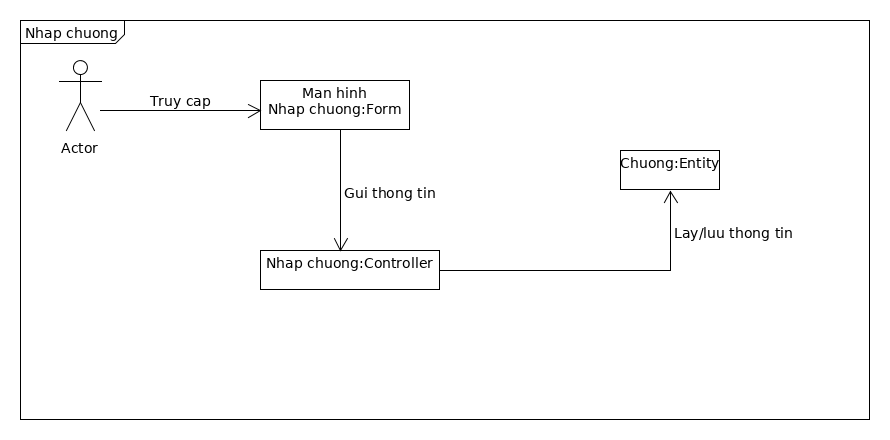 Nhap chuong
Man hinh
Nhap chuong:Form
Truy cap
Actor
Chuong:Entity
Gui thong tin
Lay/luu thong tin
Nhap chuong:Controller